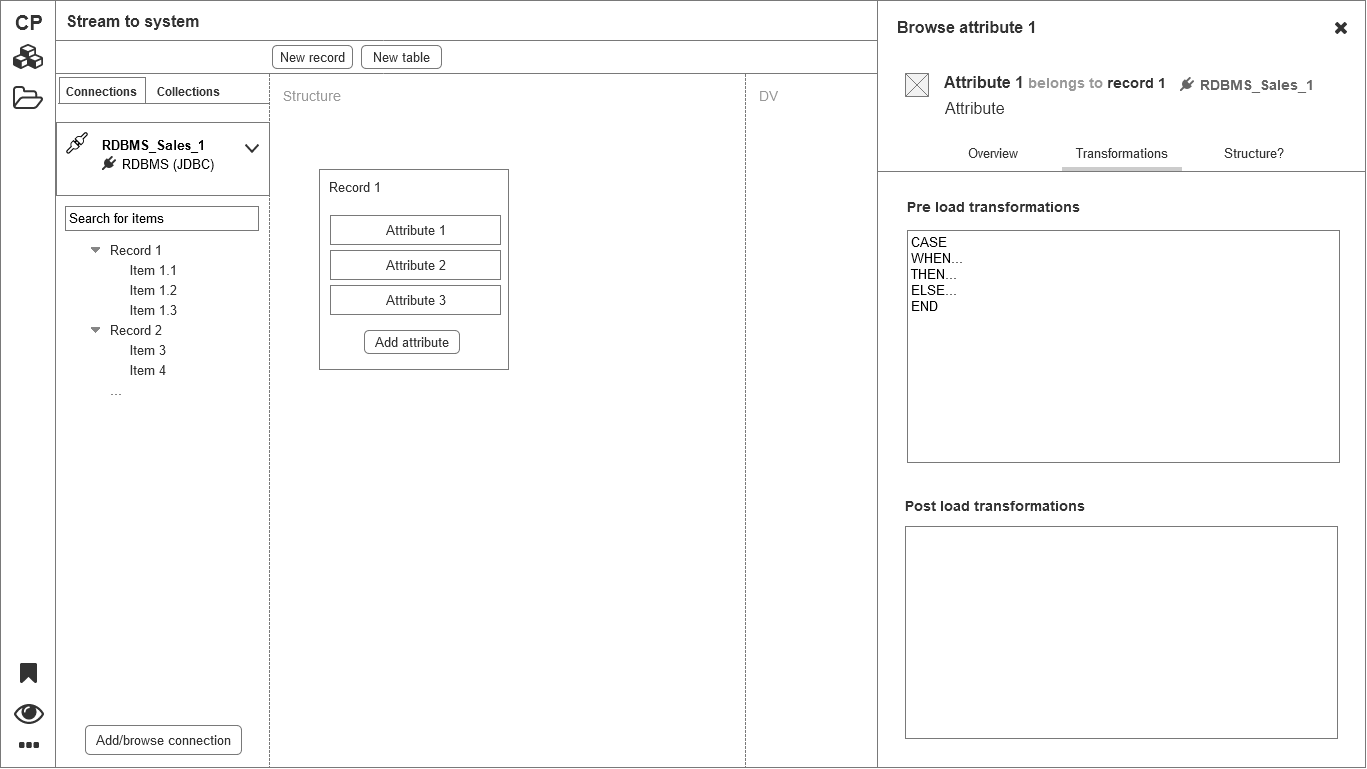 CP
Stream to system
New record
New table
Connections
Collections
RDBMS_Sales_1
RDBMS (JDBC)
Search for items
Record 1
Item 1.1
Item 1.2
Item 1.3
Record 2
Item 3
Item 4
...
Add/browse connection
Structure
Record 1
Attribute 1
Attribute 2
Attribute 3
Add attribute
DV
Browse attribute 1
Attribute 1 belongs to record 1 RDBMS_Sales_1
Attribute
Overview
Transformations
Structure?
Pre load transformations
CASE
WHEN...
THEN...
ELSE...
END
Post load transformations